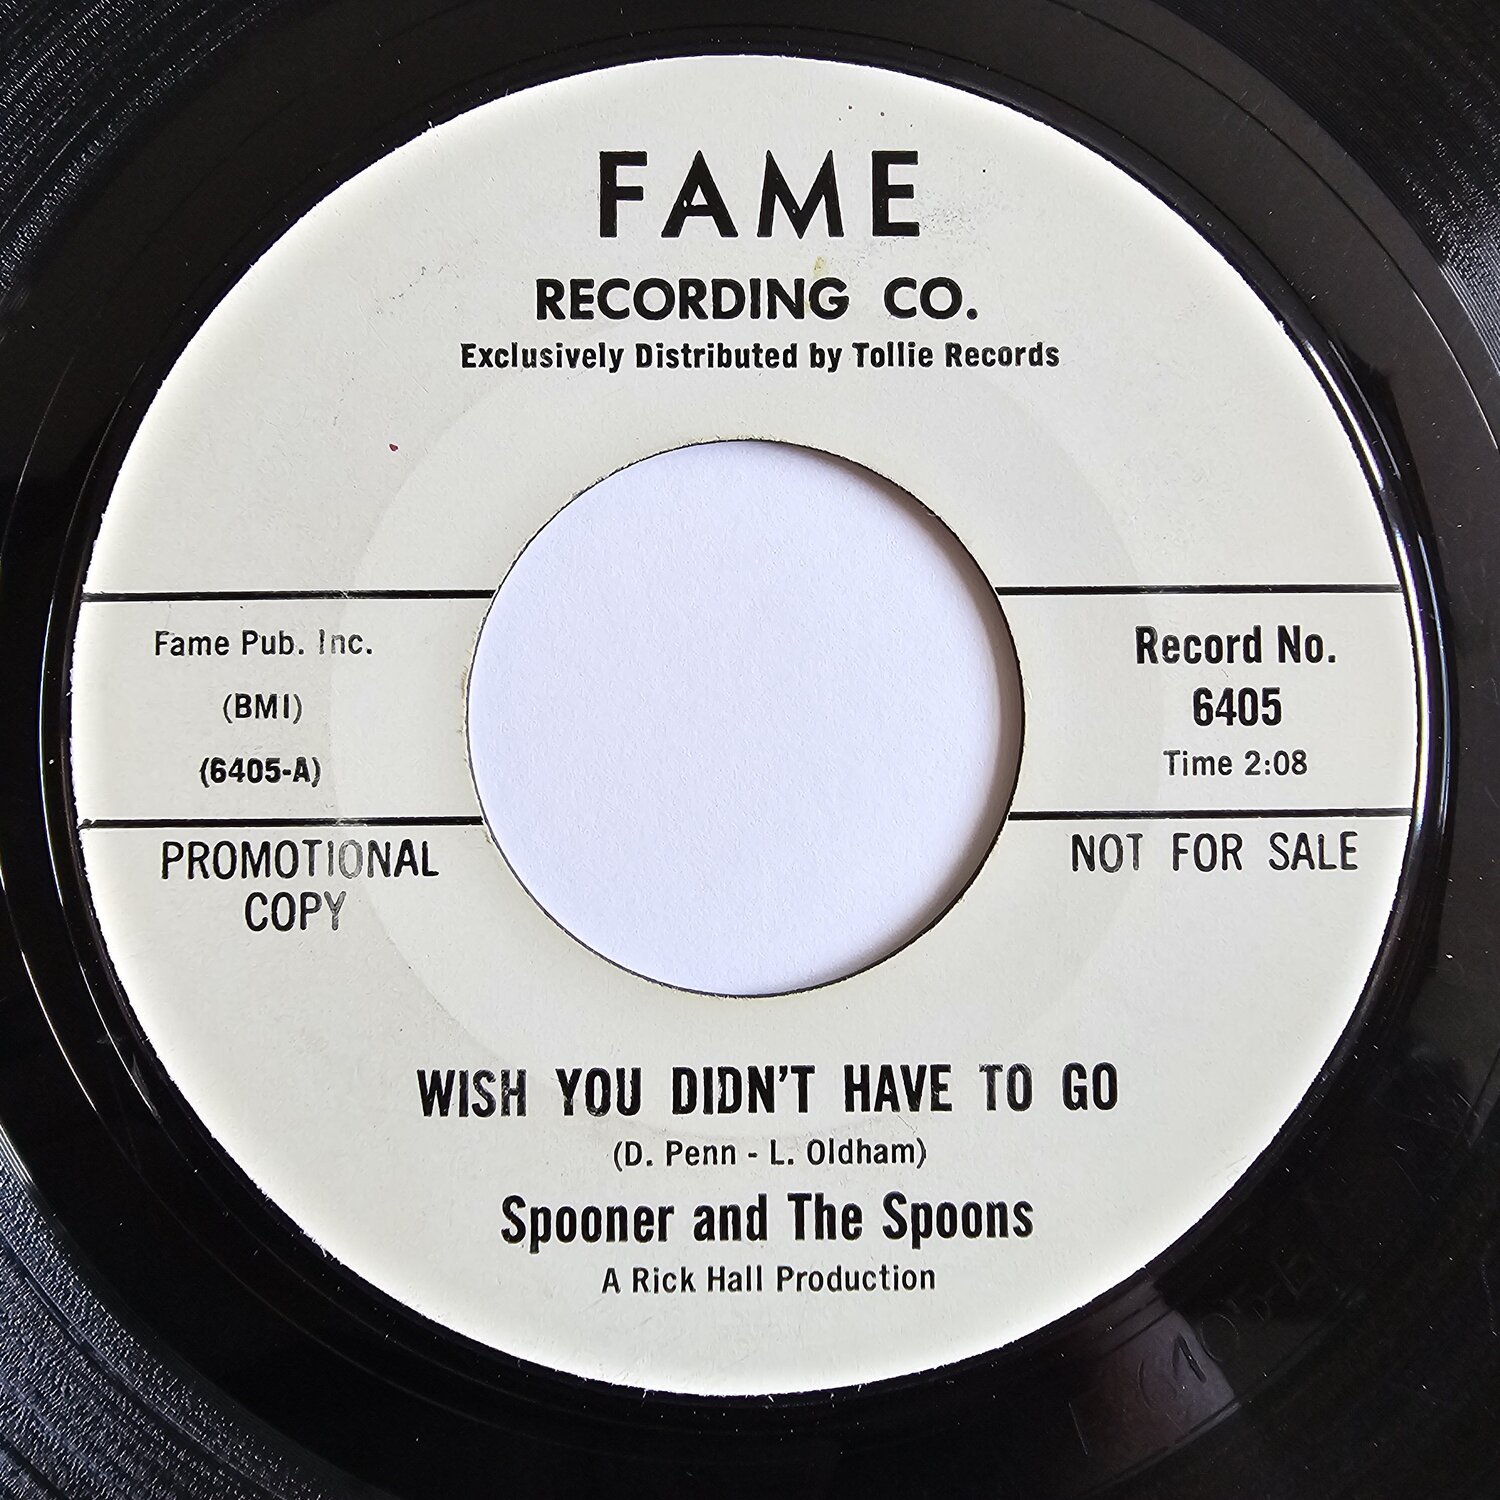 FAME
RECORDING CO.
Exclusively Distributed by Tollie Records
Fame Pub. Inc.
(BMI)
(6405-A)
Record No.
6405
Time 2:08
PROMOTIONAL
COPY
NOT FOR SALE
WISH YOU DIDN'T HAVE TO GO
(D. Penn - L. Oldham)
Spooner and The Spoons
A Rick Hall Production